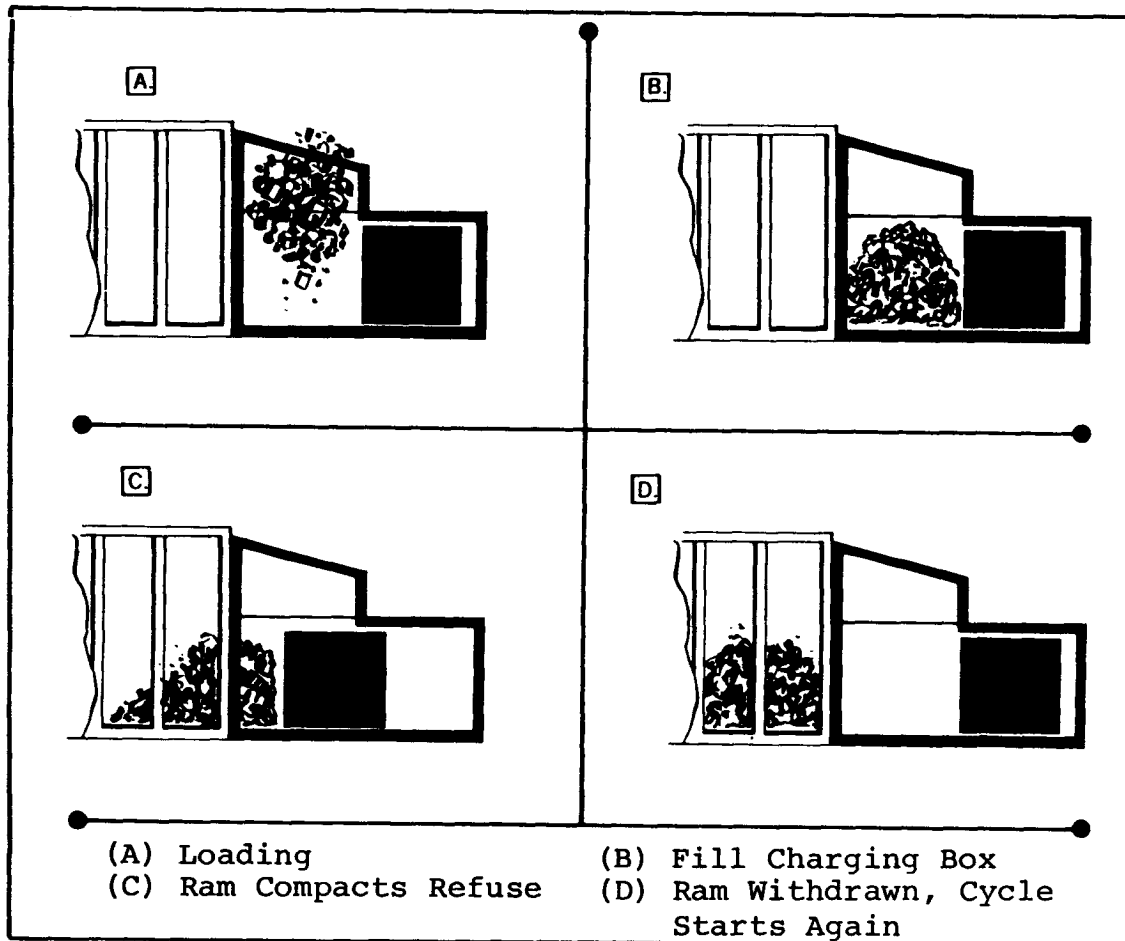 A.
B.
C.
D.
(A) Loading
(B) Fill Charging Box
(C) Ram Compacts Refuse
(D) Ram Withdrawn, Cycle
Starts Again